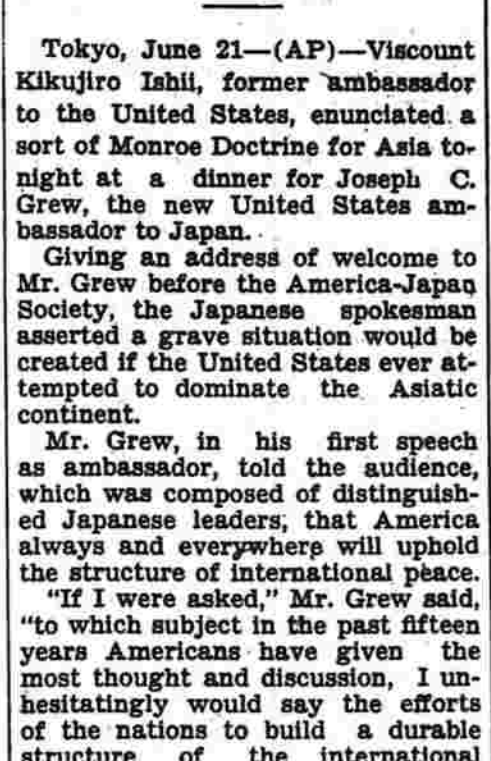 Tokyo, June 21—(AP)—Viscount
Kikujiro Ishii, former ambassador
to the United States, enunciated a
sort of Monroe Doctrine for Asia to-
night at a dinner for Joseph C.
Grew, the new United States am-
bassador to Japan.
Giving an address of welcome to
Mr. Grew before the America-Japan
Society, the Japanese spokesman
asserted a grave situation would be
created if the United States ever at-
tempted to dominate the Asiatic
continent.
Mr. Grew, in his first speech
as ambassador, told the audience,
which was composed of distinguish-
ed Japanese leaders, that America
always and everywhere will uphold
the structure of international peace.
"If I were asked," Mr. Grew said,
"to which subject in the past fifteen
years Americans have given the
most thought and discussion, I un-
hesitatingly would say the efforts
of the nations to build a durable
structure of the international